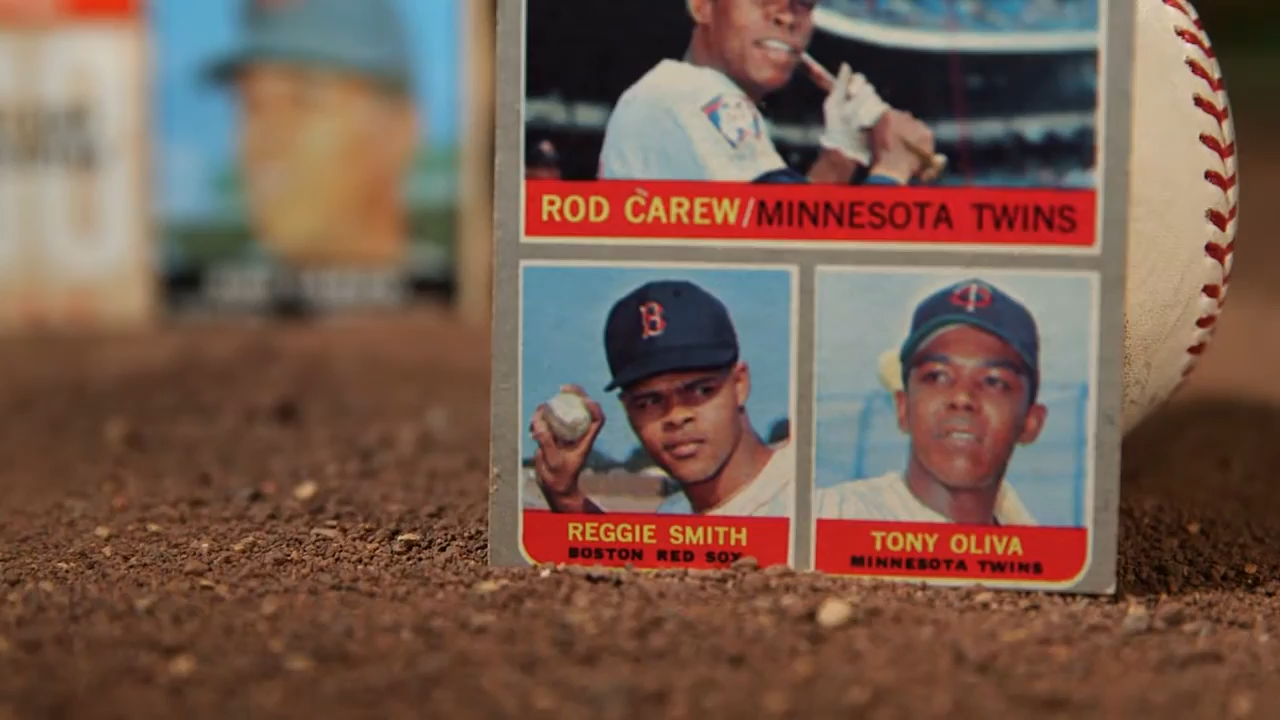 ROD CAREW/MINNESOTA TWINS
B
REGGIE SMITH
BOSTON RED SOX
TONY OLIVA
MINNESOTA TWINS